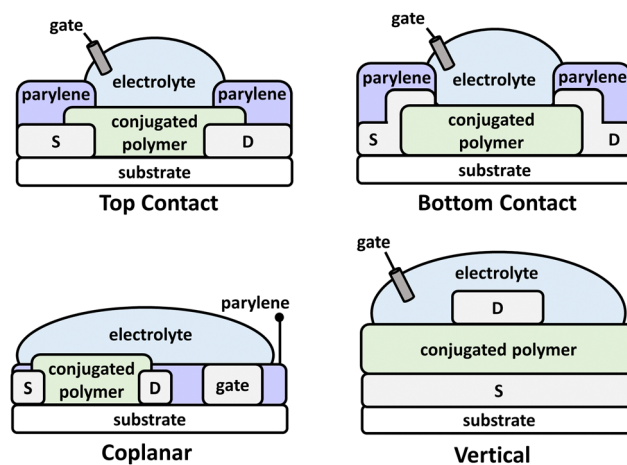 gate
electrolyte
parylene
parylene
conjugated
polymer
S
D
substrate
Top Contact
gate
electrolyte
parylene
parylene
conjugated
polymer
S
D
substrate
Bottom Contact
parylene
electrolyte
conjugated
polymer
S
D
gate
substrate
Coplanar
gate
electrolyte
D
conjugated polymer
S
substrate
Vertical